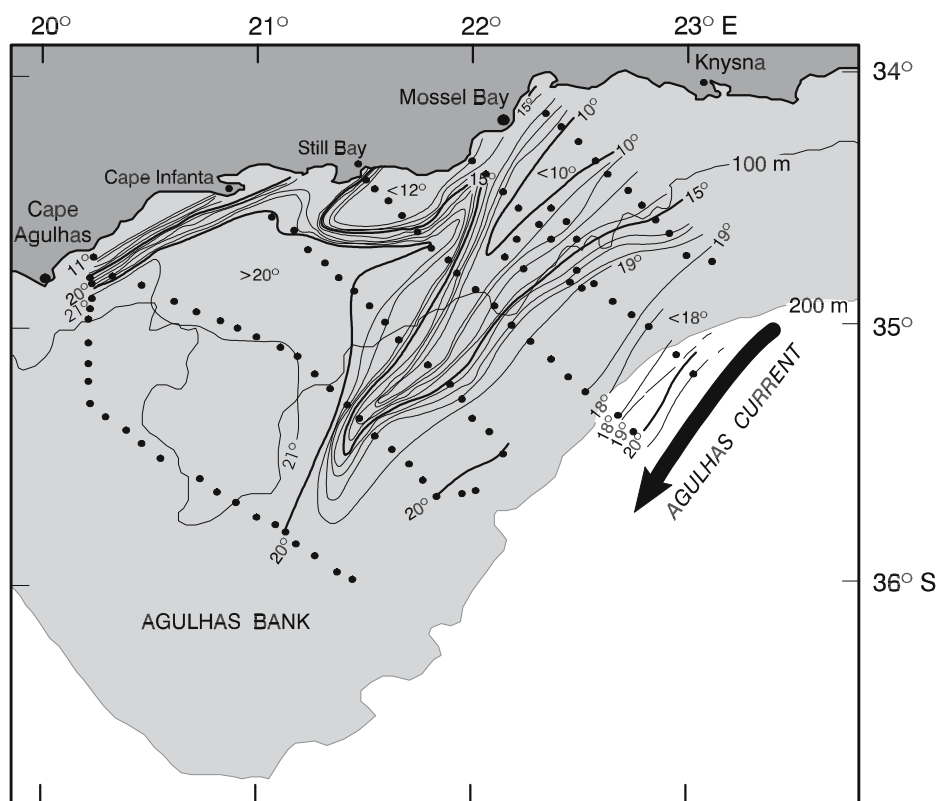 20° 21° 22° 23° E
Knysna
34°
Mossel Bay
15°
10°
Still Bay
10°
<10°
100 m
Cape Infanta
<12°
15°
15°
Cape
Agulhas
11°
>20°
19°
19°
20°
21°
<18°
200 m
35°
AGULHAS CURRENT
18°
18°
19°
20°
21°
20°
20°
36° S
AGULHAS BANK